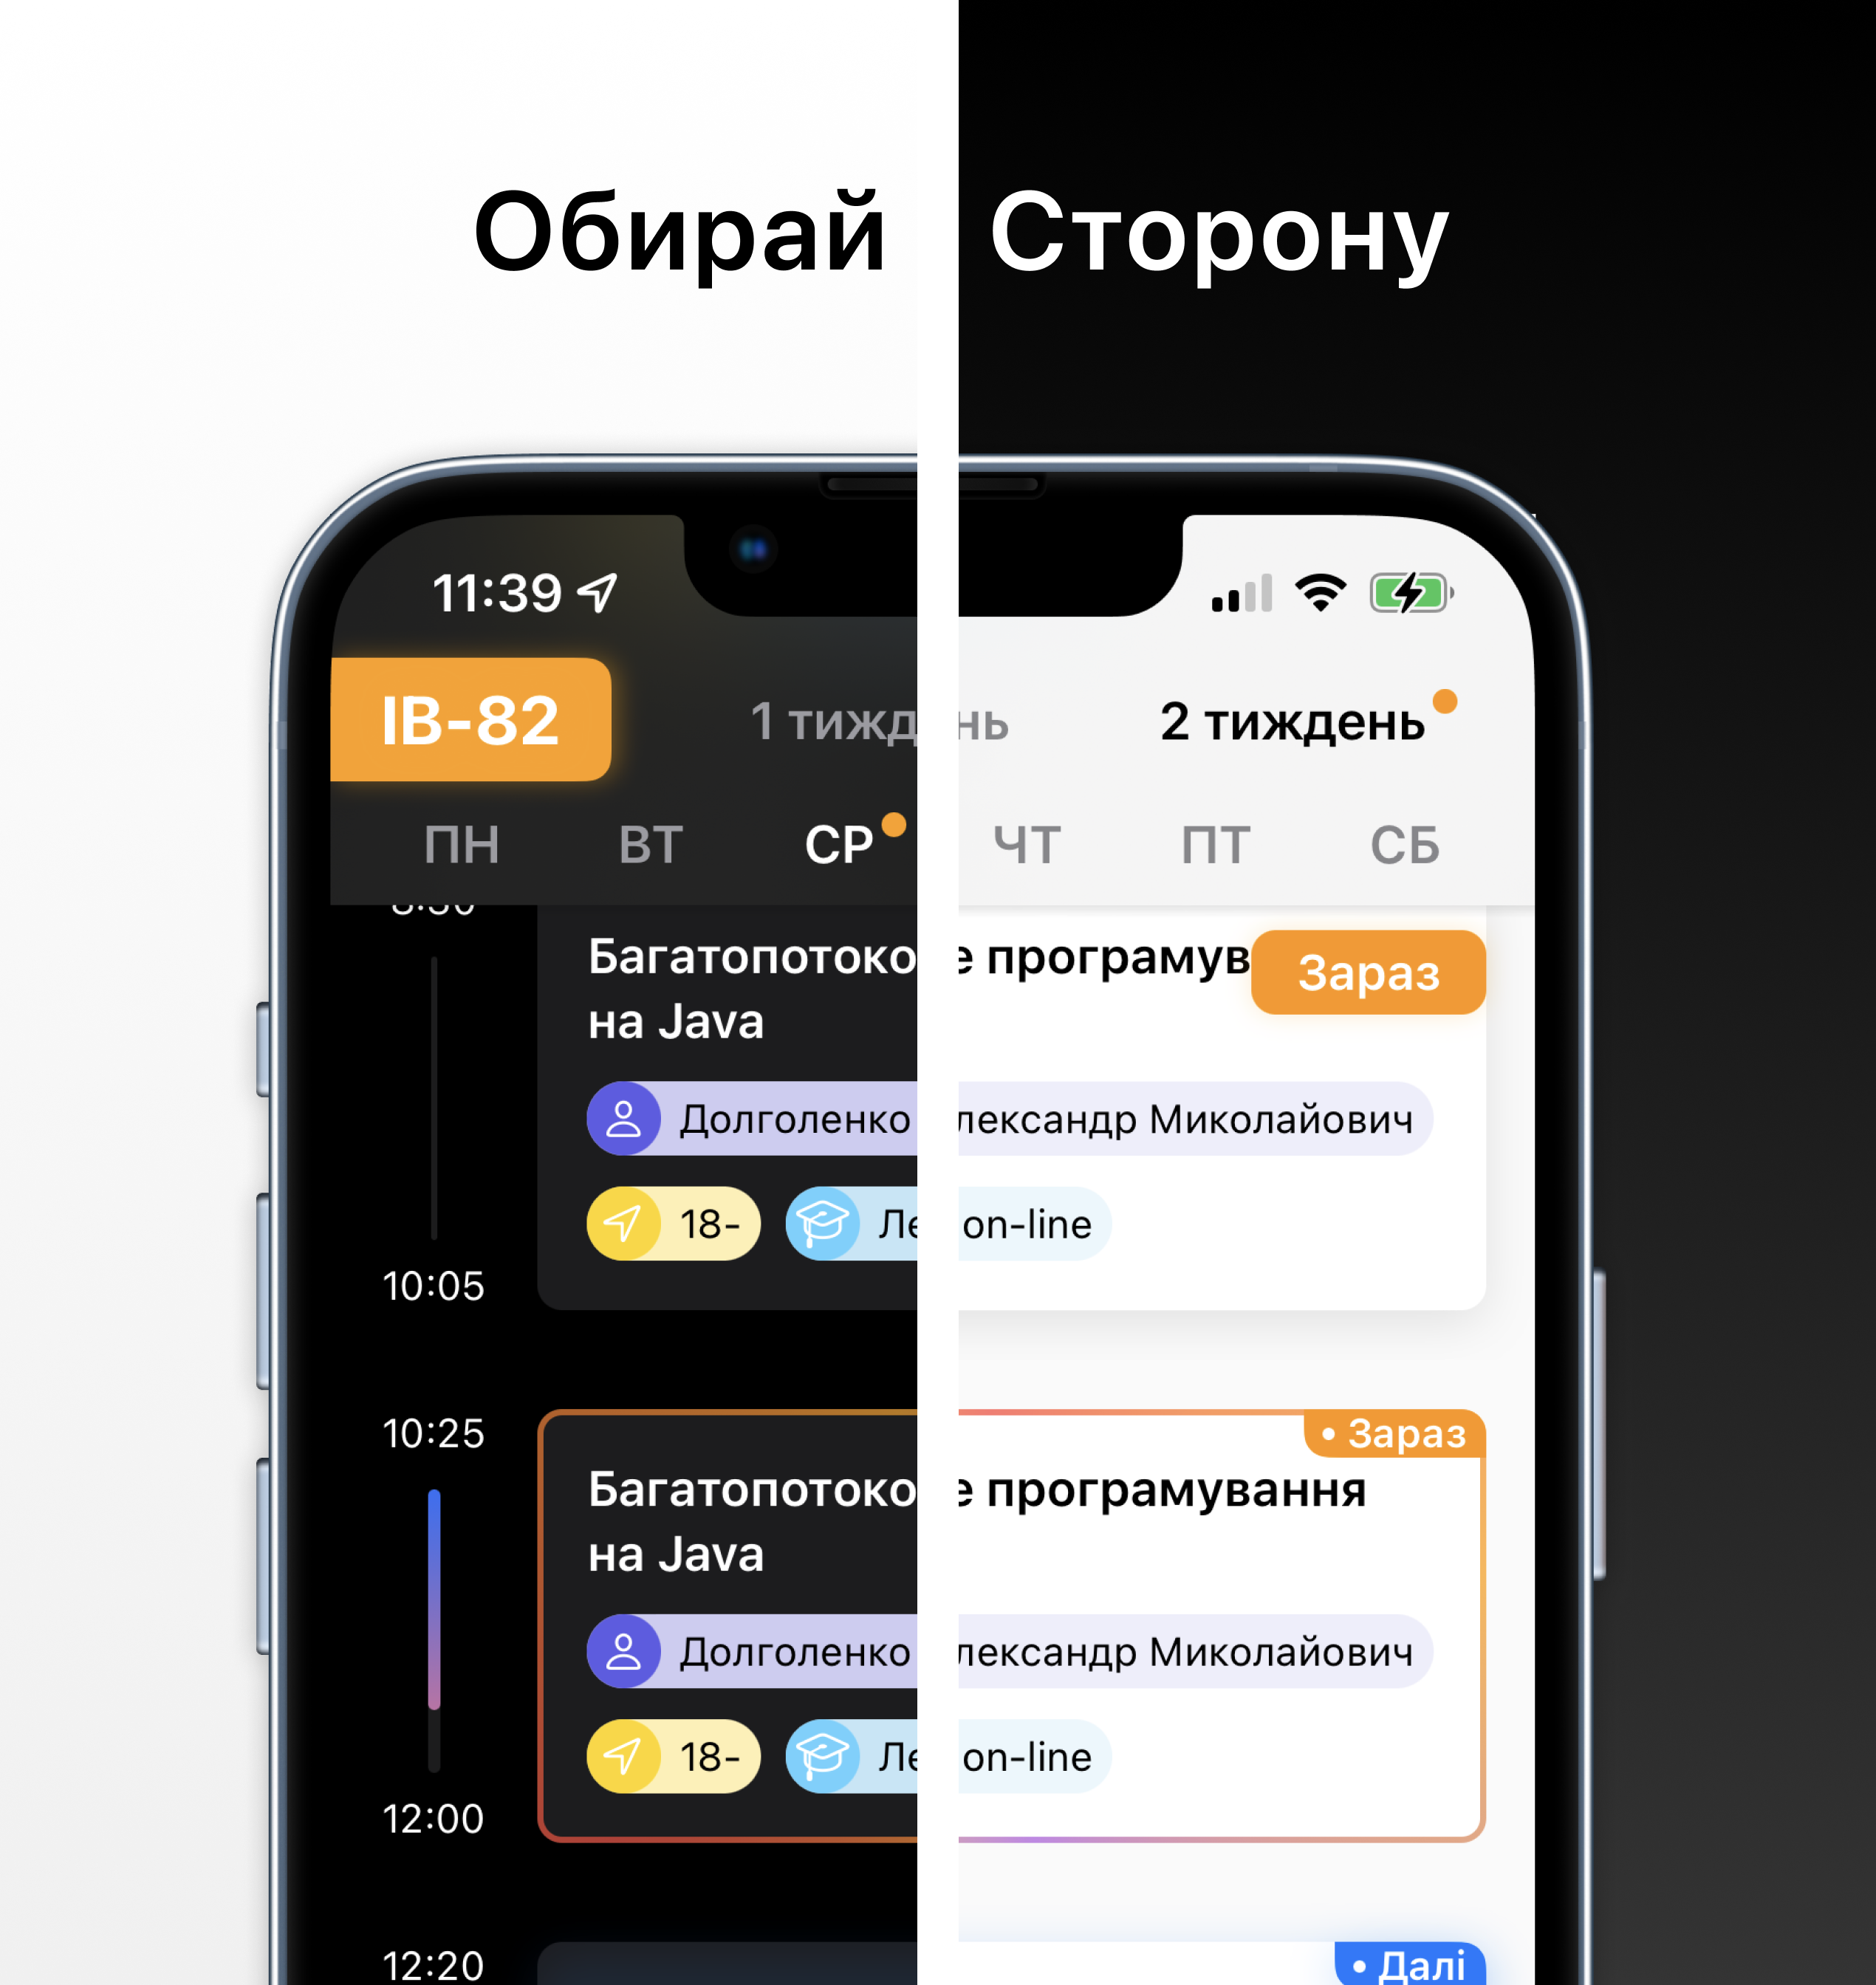 Обирай Сторону
11:39
ІВ-82
1 тижд нь
2 тиждень
ПН ВТ СР ЧТ ПТ СБ
8:30
Багатопотоко е програмув
Зараз
на Java
Долголенко лександр Миколайович
18-
Ле on-line
10:05
10:25
Зараз
Багатопотоко е програмування
на Java
Долголенко лександр Миколайович
18-
Ле on-line
12:00
12:20
Далі